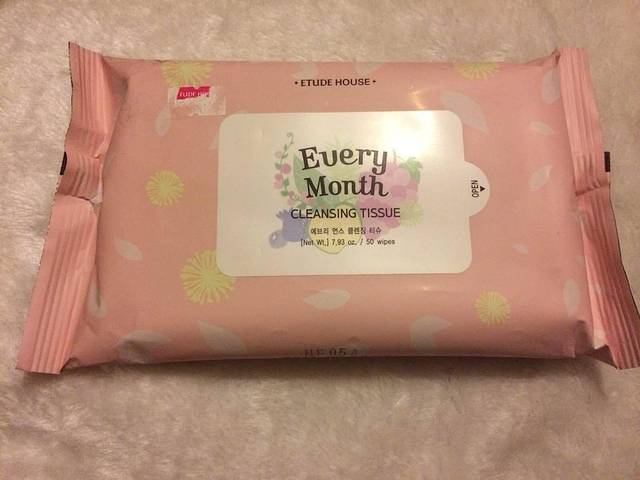 • ETUDE HOUSE •
Every
Month
CLEANSING TISSUE
에브리 먼스 클렌징 티슈
[Net Wt.] 7.93 oz. / 50 wipes
OPEN